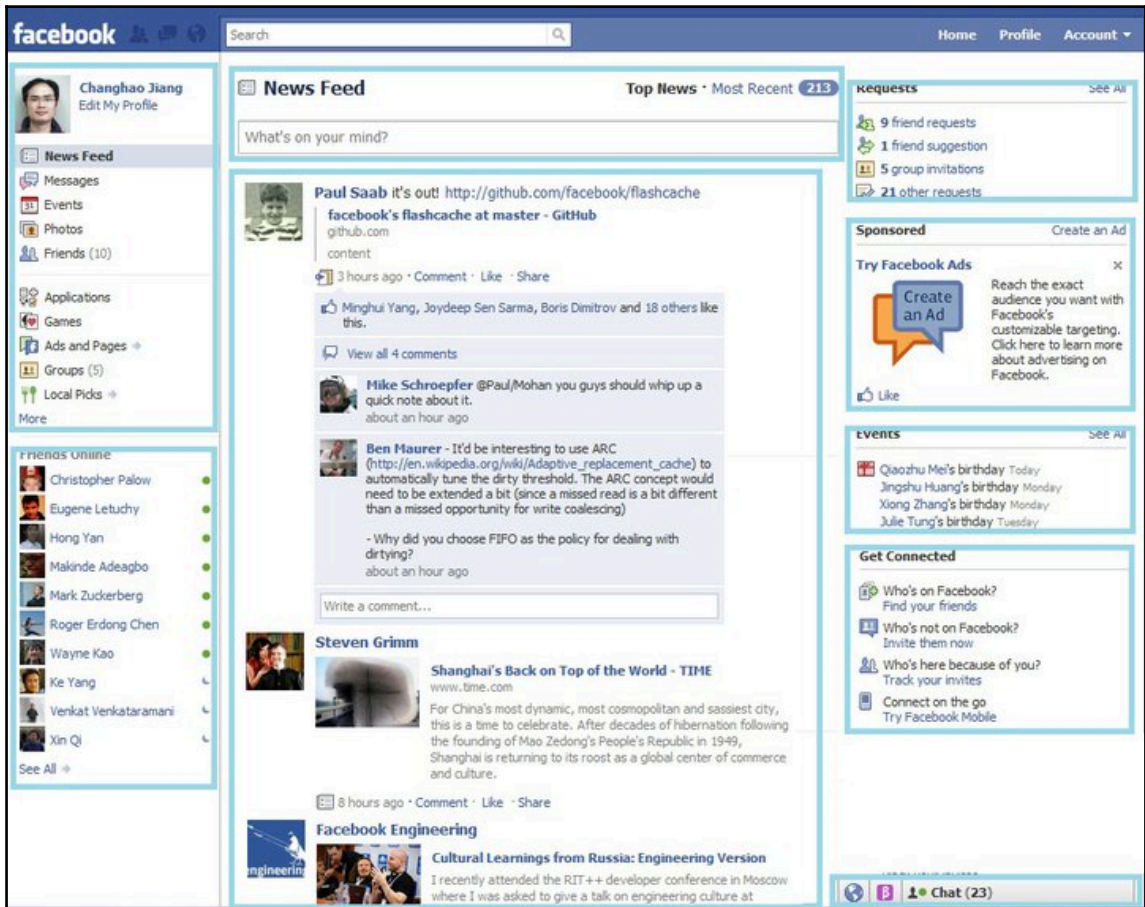 facebook
Search
Home Profile Account
Changhao Jiang
Edit My Profile
News Feed
Messages
31 Events
Photos
Friends (10)
Applications
Games
Ads and Pages
Groups (5)
Local Picks
More
Friends Online
Christopher Palow
Eugene Letuchy
Hong Yan
Makinde Adeagbo
Mark Zuckerberg
Roger Erdong Chen
Wayne Kao
Ke Yang
Venkat Venkataramani
Xin Qi
See All
News Feed
Top News · Most Recent 213
What's on your mind?
Paul Saab it's out! http://github.com/facebook/flashcache
facebook's flashcache at master - GitHub
github.com
content
3 hours ago · Comment · Like · Share
Minghui Yang, Joydeep Sen Sarma, Boris Dimitrov and 18 others like
this.
View all 4 comments
Mike Schroepfer @Paul/Mohan you guys should whip up a
quick note about it.
about an hour ago
Ben Maurer - It'd be interesting to use ARC
(http://en.wikipedia.org/wiki/Adaptive_replacement_cache) to
automatically tune the dirty threshold. The ARC concept would
need to be extended a bit (since a missed read is a bit different
than a missed opportunity for write coalescing)
- Why did you choose FIFO as the policy for dealing with
dirtying?
about an hour ago
Write a comment...
Steven Grimm
Shanghai's Back on Top of the World - TIME
www.time.com
For China's most dynamic, most cosmopolitan and sassiest city,
this is a time to celebrate. After decades of hibernation following
the founding of Mao Zedong's People's Republic in 1949,
Shanghai is returning to its roost as a global center of commerce
and culture.
8 hours ago · Comment · Like · Share
Facebook Engineering
engineering
Cultural Learnings from Russia: Engineering Version
I recently attended the RIT++ developer conference in Moscow
where I was asked to give a talk on engineering culture at
Requests See All
9 friend requests
1 friend suggestion
5 group invitations
21 other requests
Sponsored Create an Ad
Try Facebook Ads
Create
an Ad
Reach the exact
audience you want with
Facebook's
customizable targeting.
Click here to learn more
about advertising on
Facebook.
Like
Events See All
Qiaozhu Mei's birthday Today
Jingshu Huang's birthday Monday
Xiong Zhang's birthday Monday
Julie Tung's birthday Tuesday
Get Connected
Who's on Facebook?
Find your friends
Who's not on Facebook?
Invite them now
Who's here because of you?
Track your invites
Connect on the go
Try Facebook Mobile
β
Chat (23)